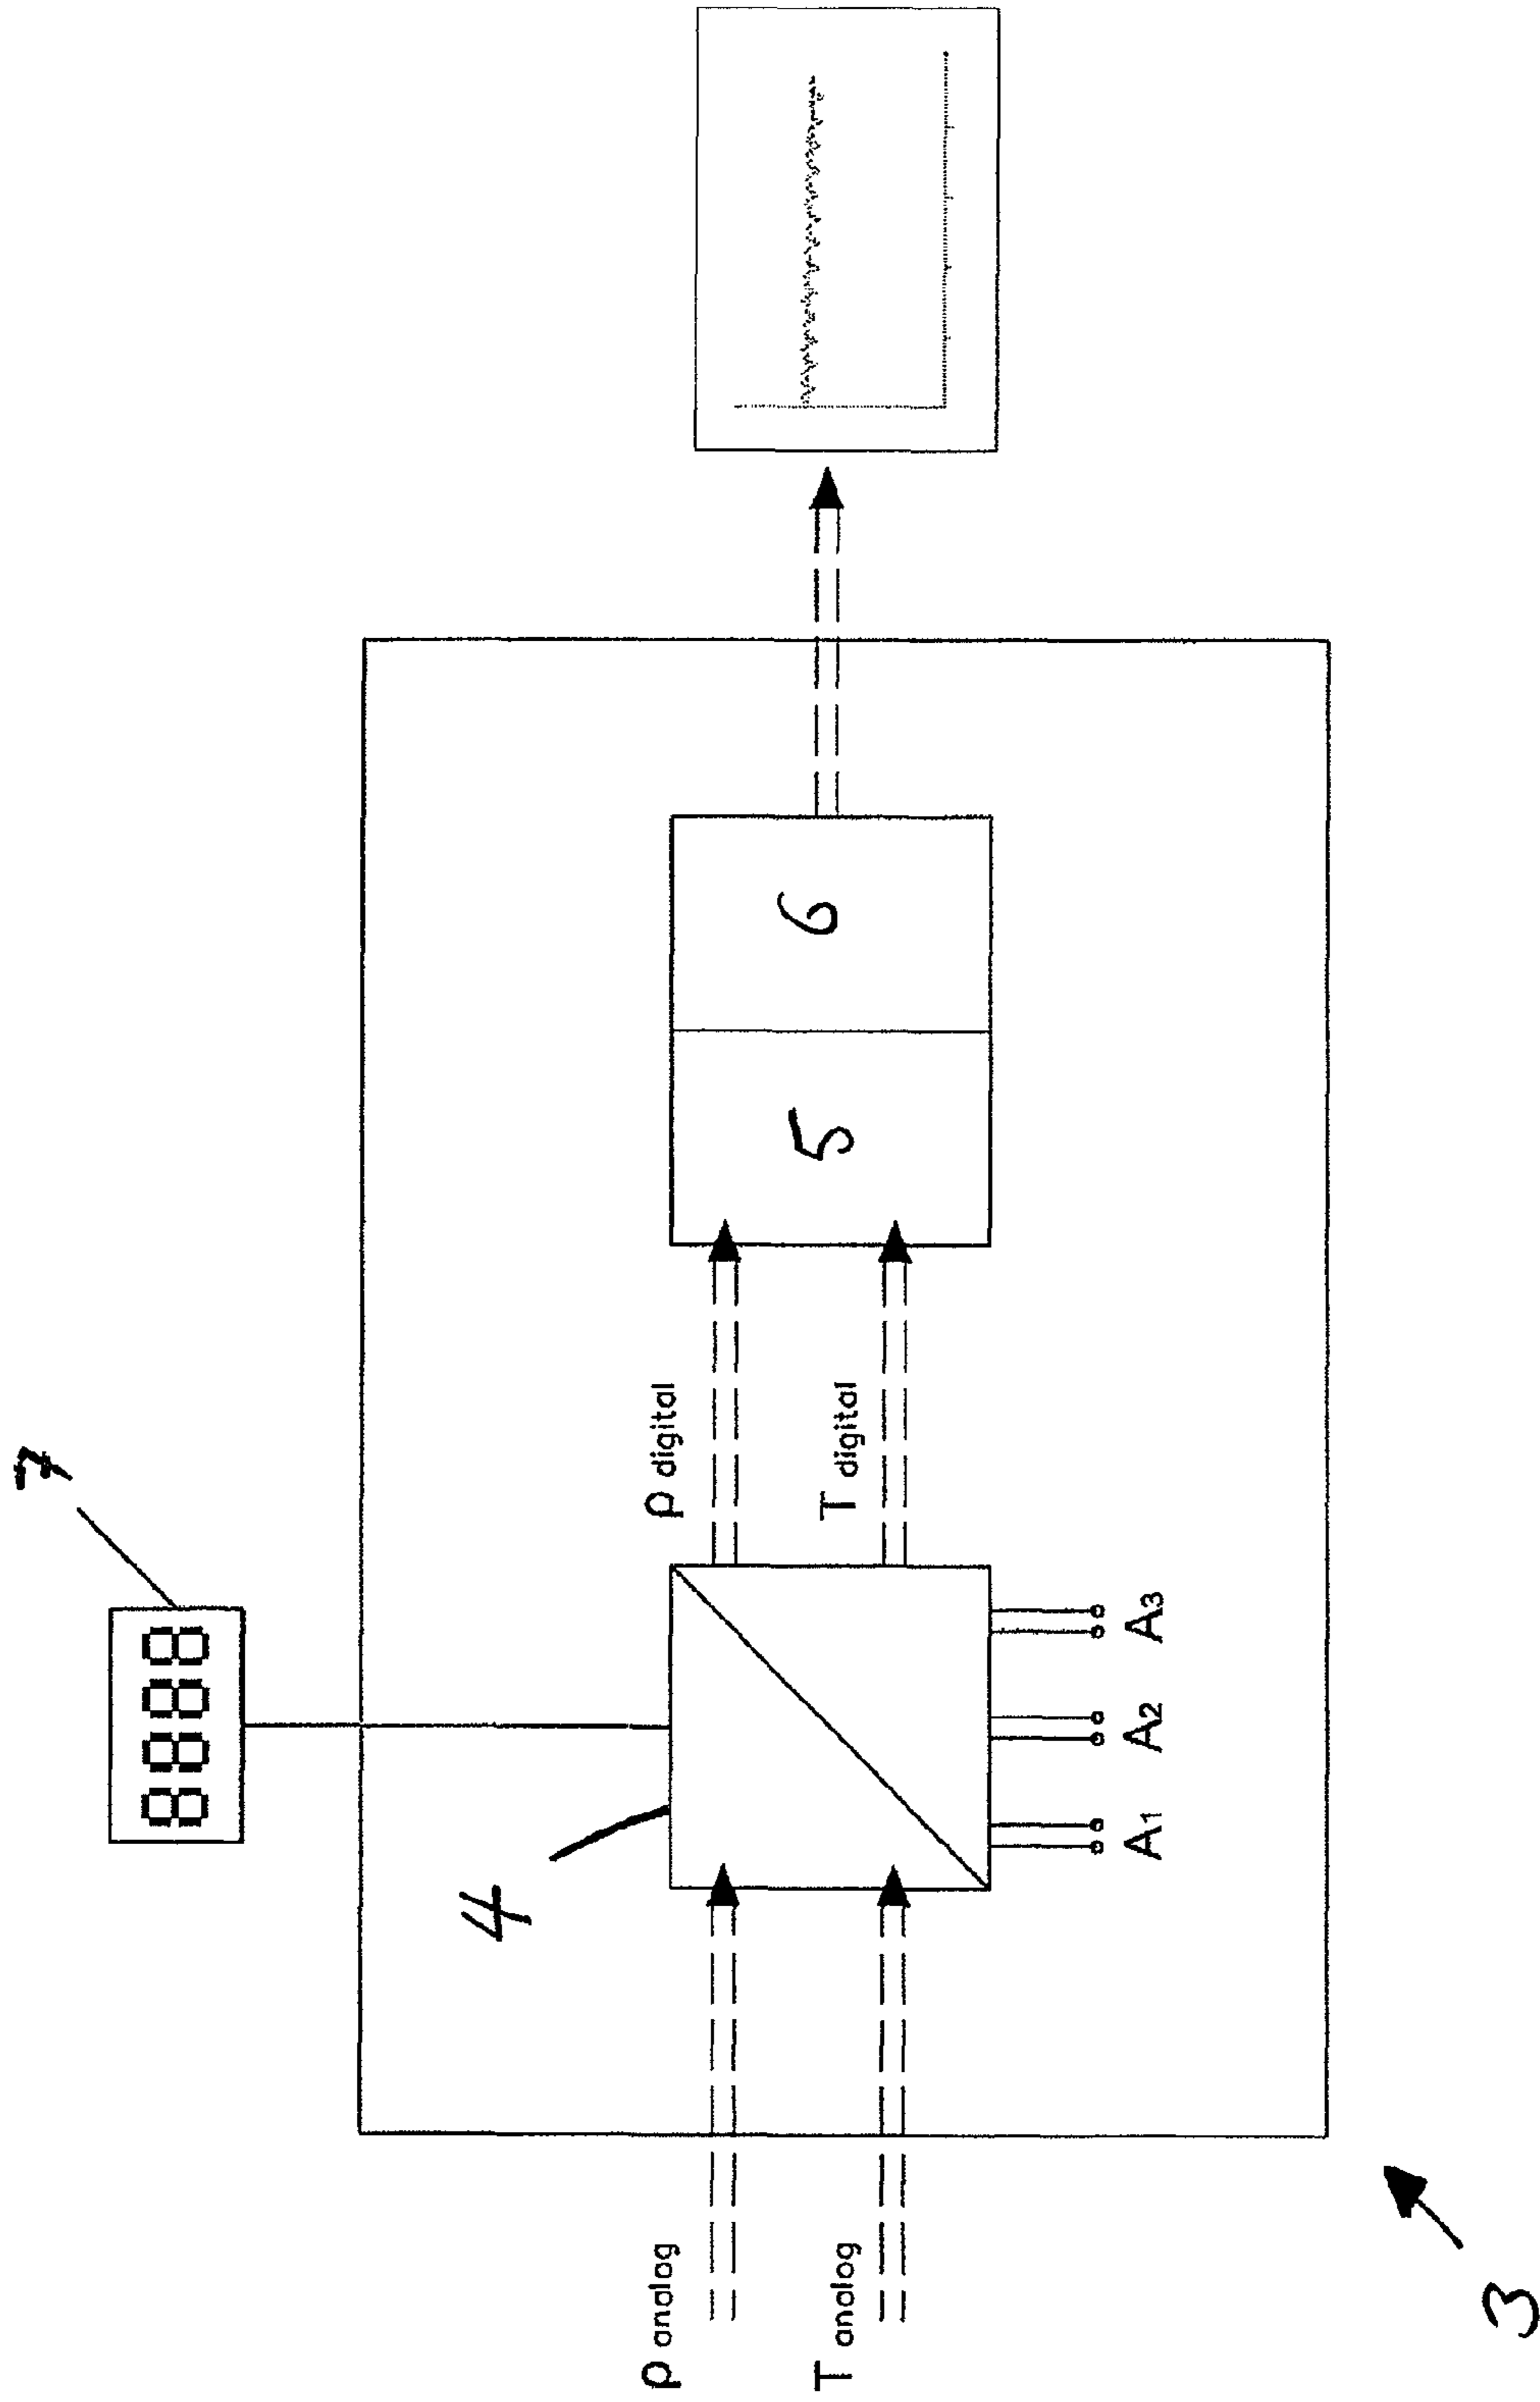 7
8888
4
ρ analog
ρ digital
T analog
T digital
5
6
A1
A2
A3
3